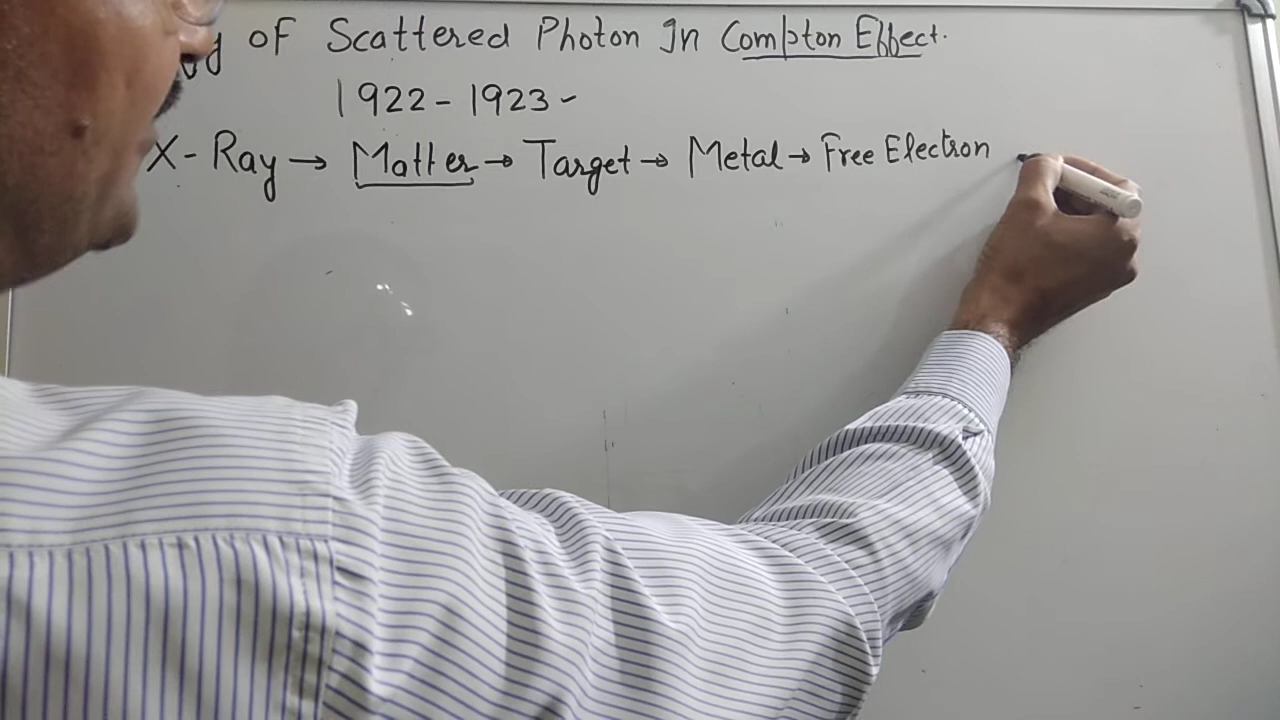 of Scattered Photon In Compton Effect.
1922 - 1923 -
X-Ray → Matter → Target → Metal → Free Electron